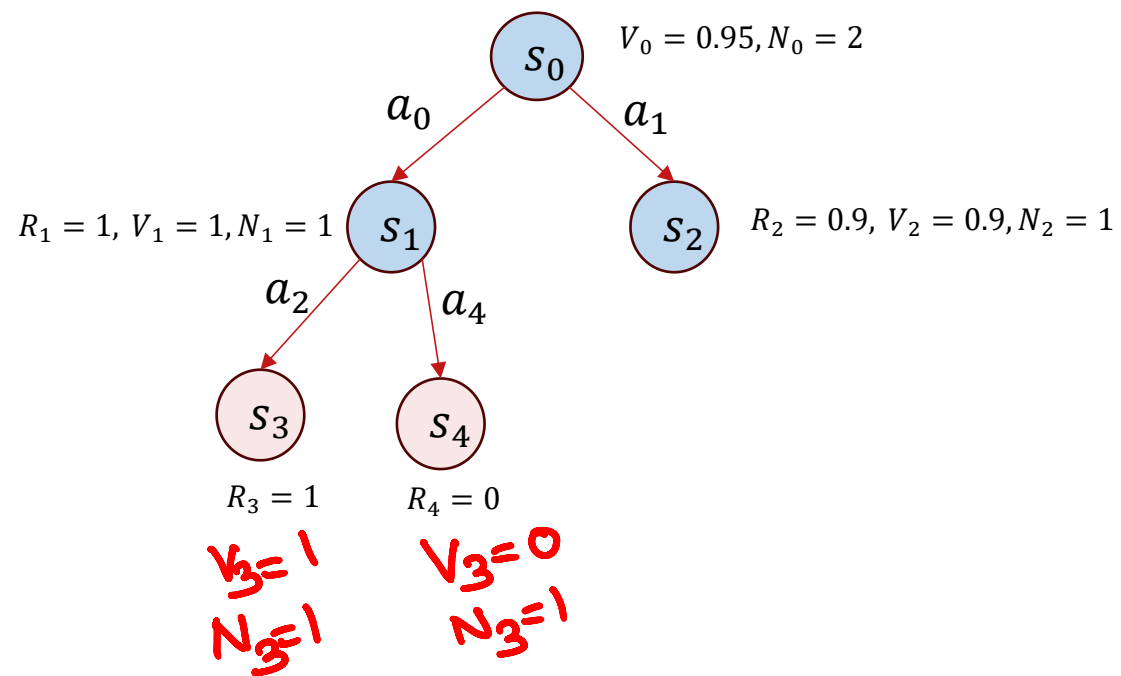 s₀
V₀ = 0.95, N₀ = 2
a₀
a₁
R₁ = 1, V₁ = 1, N₁ = 1
s₁
s₂
R₂ = 0.9, V₂ = 0.9, N₂ = 1
a₂
a₄
s₃
s₄
R₃ = 1
R₄ = 0
V₃=1
V₃=0
N₃=1
N₃=1